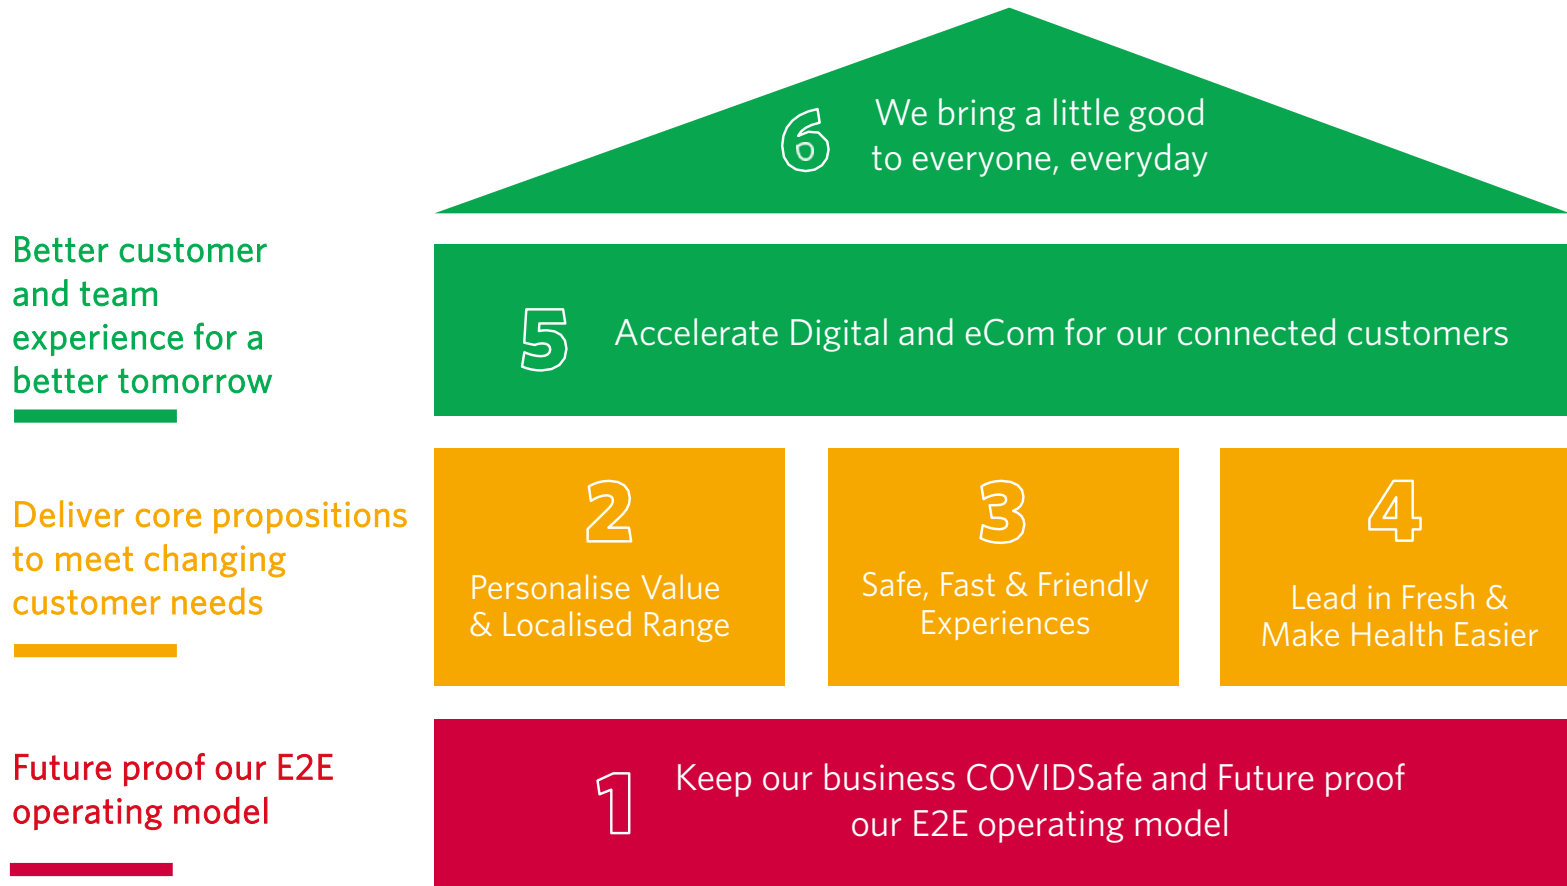 6
We bring a little good
to everyone, everyday
Better customer
and team
experience for a
better tomorrow
5
Accelerate Digital and eCom for our connected customers
Deliver core propositions
to meet changing
customer needs
2
Personalise Value
& Localised Range
3
Safe, Fast & Friendly
Experiences
4
Lead in Fresh &
Make Health Easier
Future proof our E2E
operating model
1
Keep our business COVIDSafe and Future proof
our E2E operating model